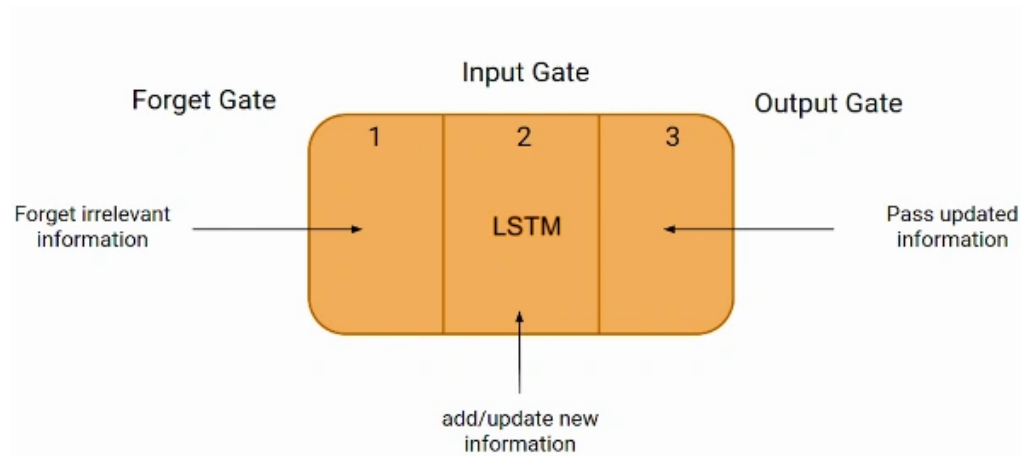 Input Gate
Forget Gate
Output Gate
1
2
3
LSTM
Forget irrelevant
information
Pass updated
information
add/update new
information